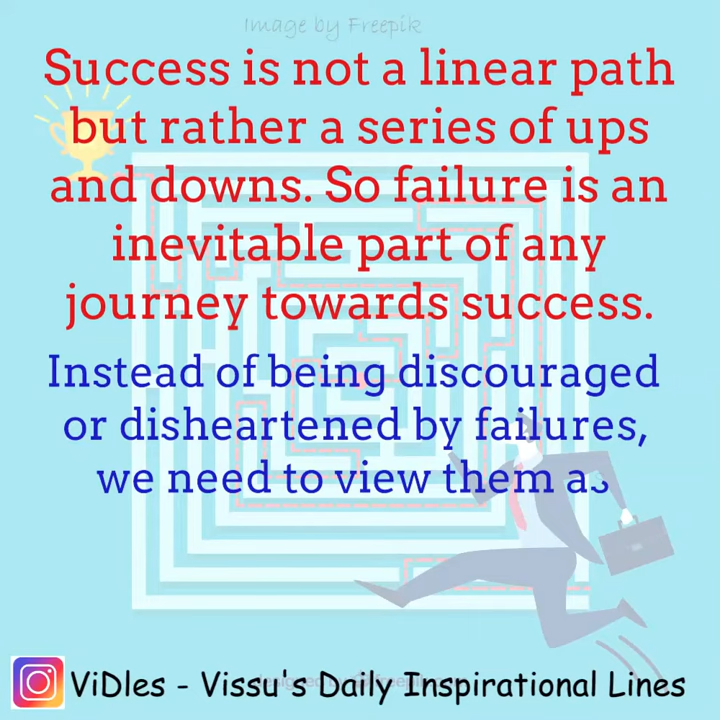 Image by Freepik
Success is not a linear path
but rather a series of ups
and downs. So failure is an
inevitable part of any
journey towards success.
Instead of being discouraged
or disheartened by failures,
we need to view them as
ViDles - Vissu's Daily Inspirational Lines